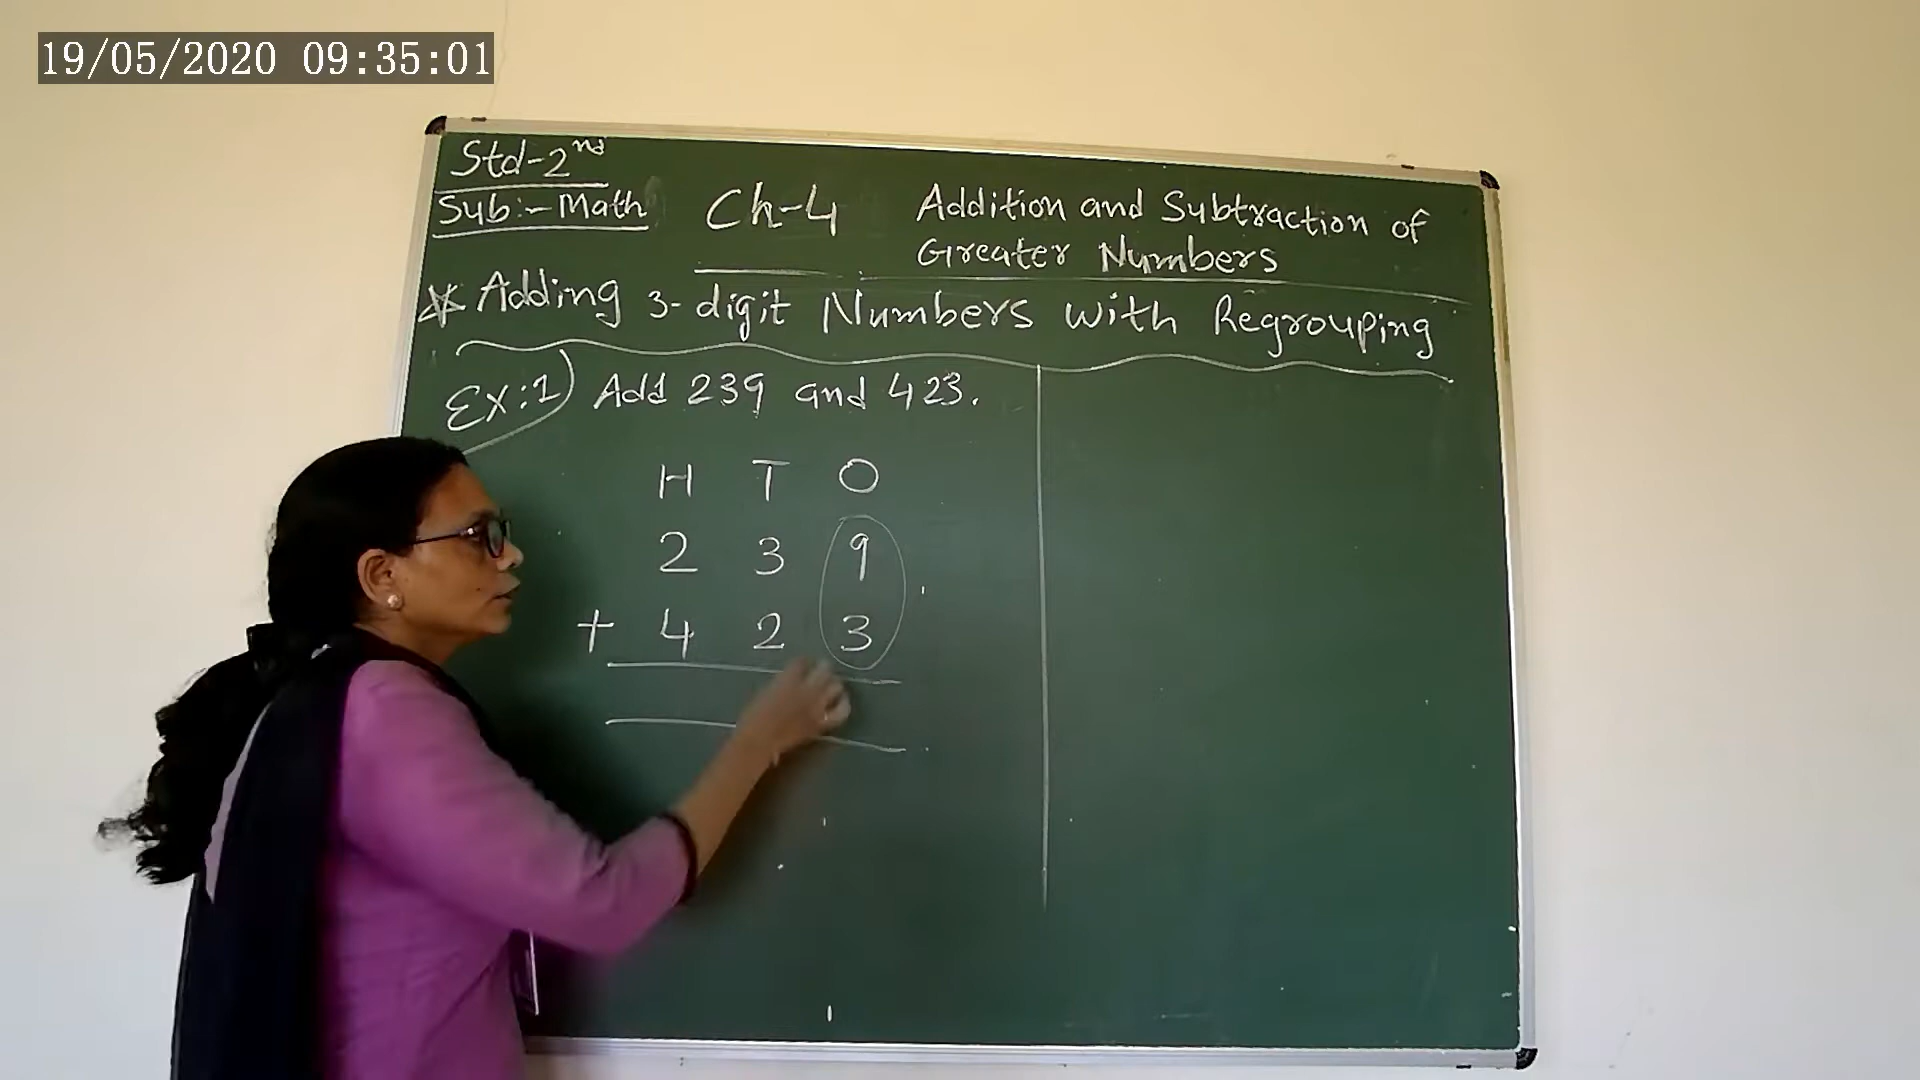 19/05/2020 09:35:01
Std-2nd
Sub:- Math
Ch-4
Addition and Subtraction of
Greater Numbers
* Adding 3-digit Numbers with Regrouping
Ex:1) Add 239 and 423.
H T O
2 3 9
+ 4 2 3